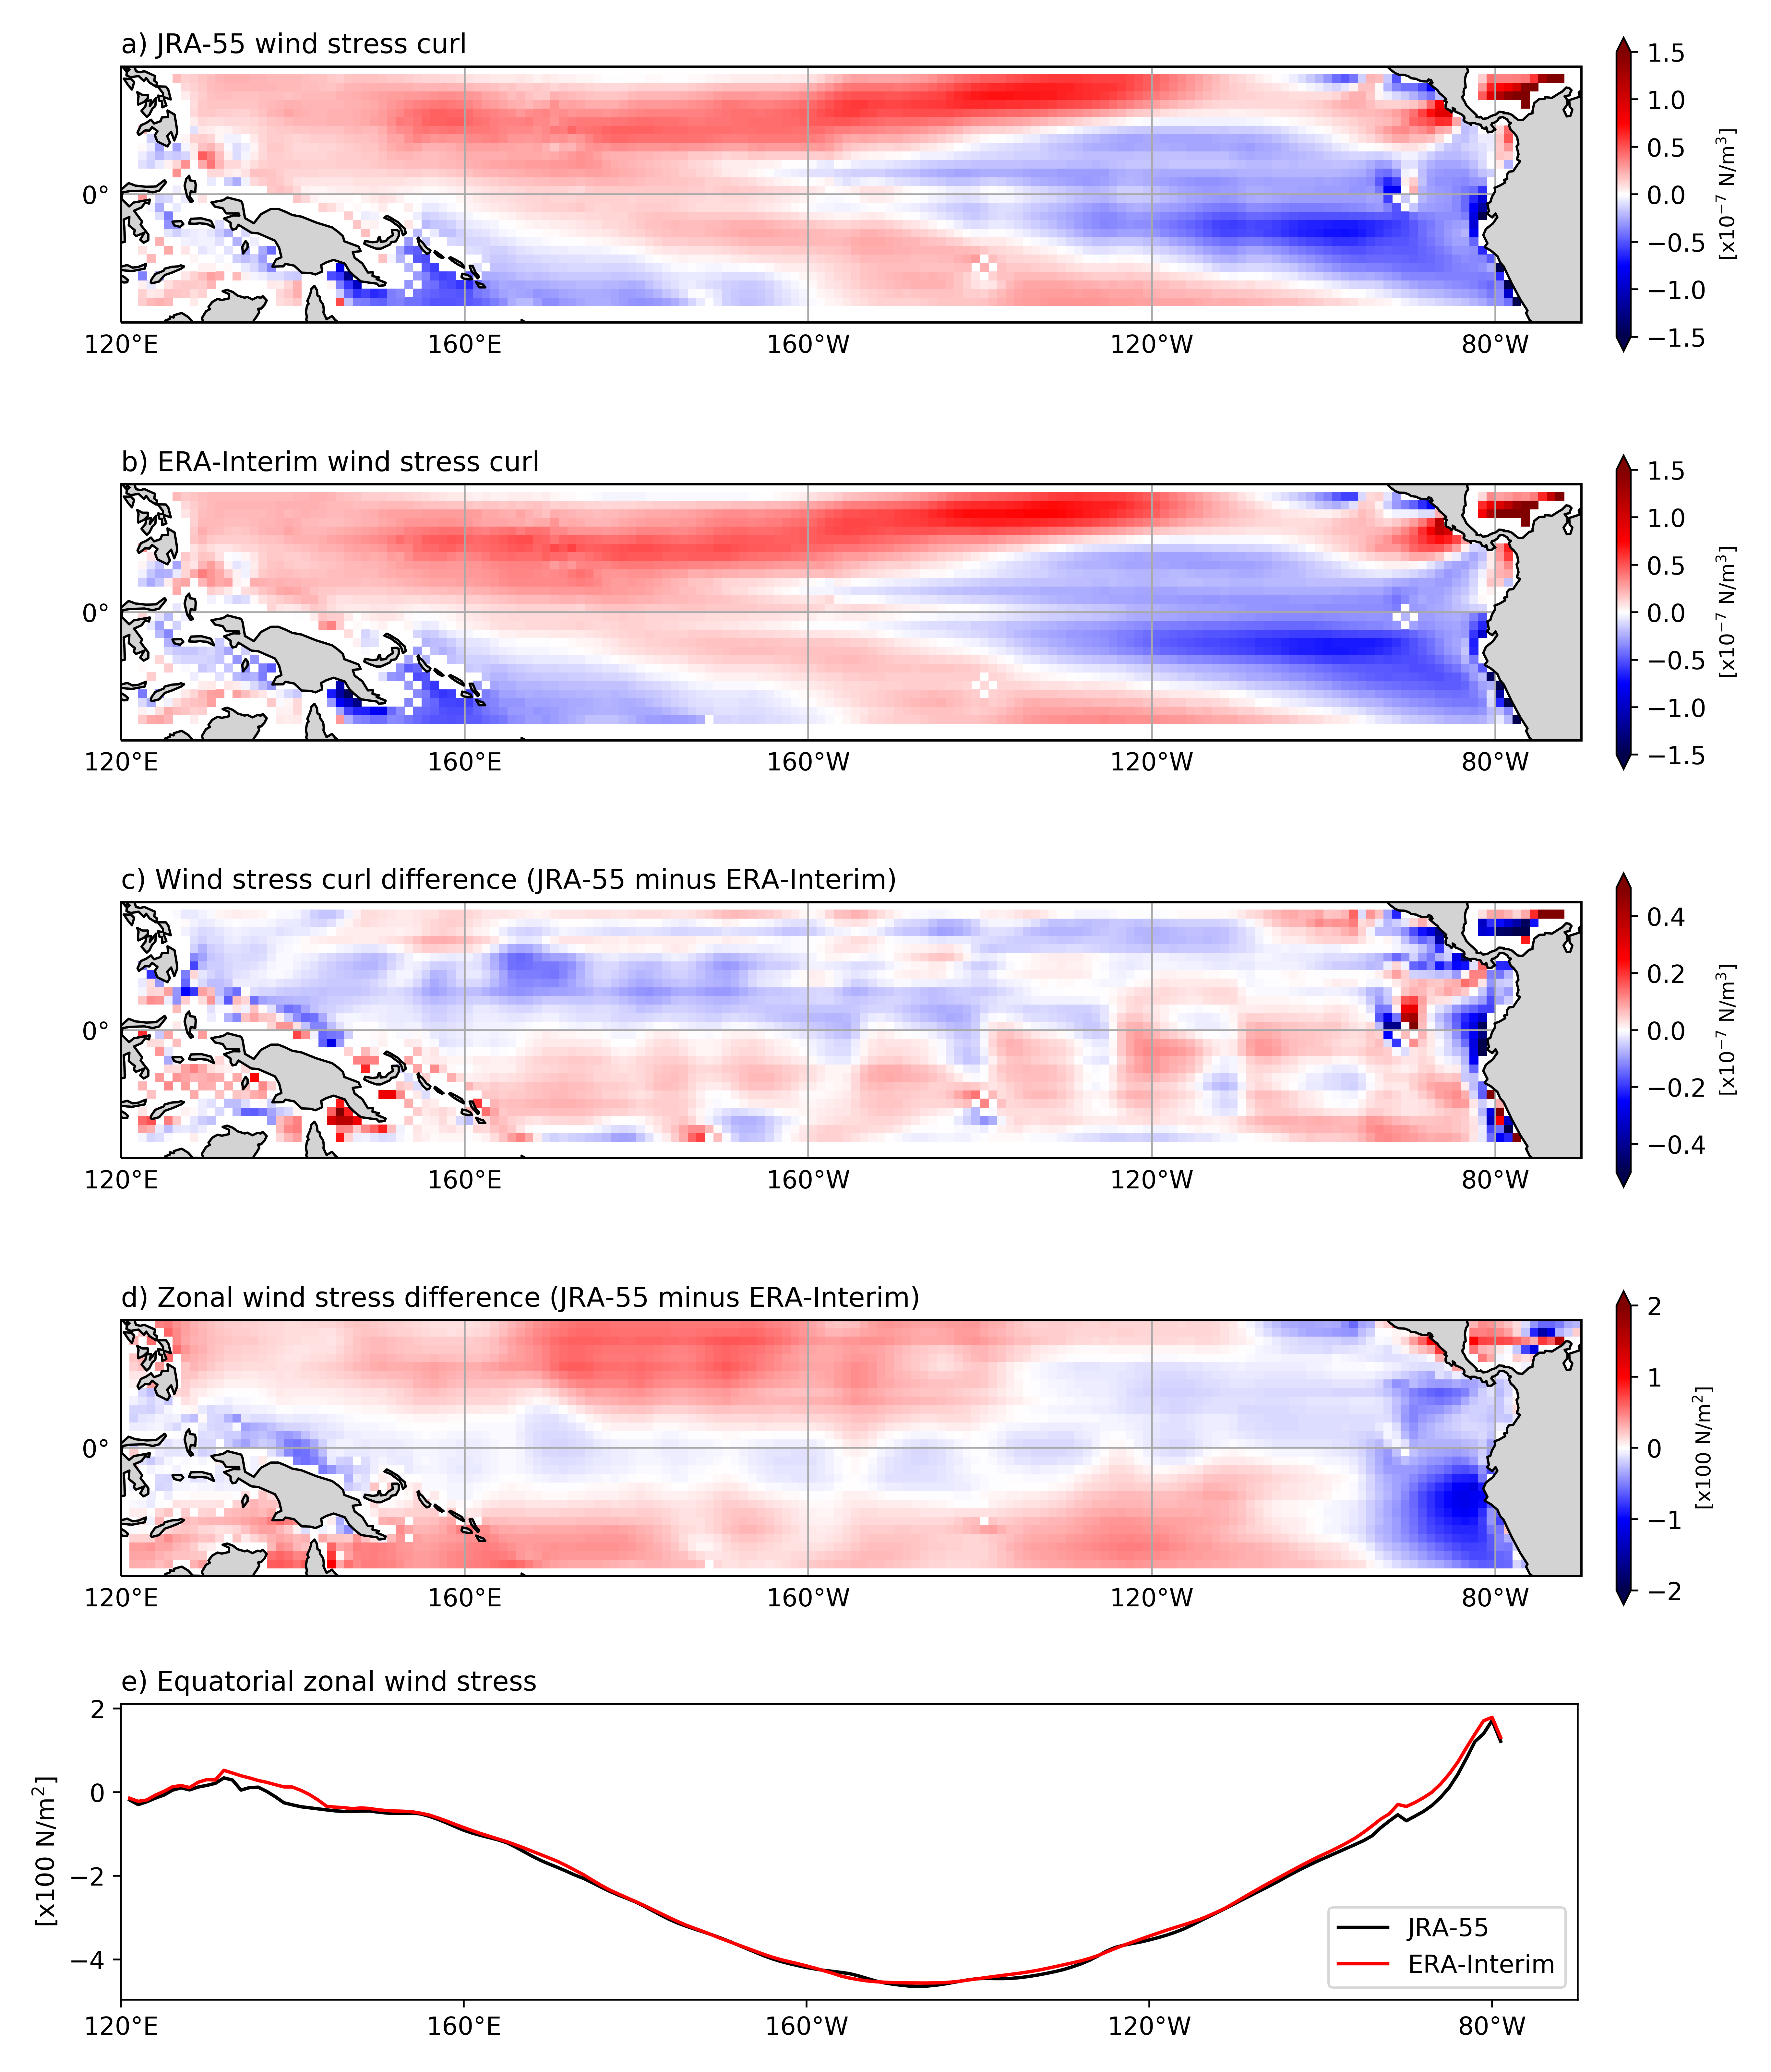 a) JRA-55 wind stress curl
0°
120°E 160°E 160°W 120°W 80°W
1.5
1.0
0.5
0.0
−0.5
−1.0
−1.5
[x10⁻⁷ N/m³]
b) ERA-Interim wind stress curl
0°
120°E 160°E 160°W 120°W 80°W
1.5
1.0
0.5
0.0
−0.5
−1.0
−1.5
[x10⁻⁷ N/m³]
c) Wind stress curl difference (JRA-55 minus ERA-Interim)
0°
120°E 160°E 160°W 120°W 80°W
0.4
0.2
0.0
−0.2
−0.4
[x10⁻⁷ N/m³]
d) Zonal wind stress difference (JRA-55 minus ERA-Interim)
0°
120°E 160°E 160°W 120°W 80°W
2
1
0
−1
−2
[x100 N/m²]
e) Equatorial zonal wind stress
[x100 N/m²]
2
0
−2
−4
JRA-55
ERA-Interim
120°E 160°E 160°W 120°W 80°W